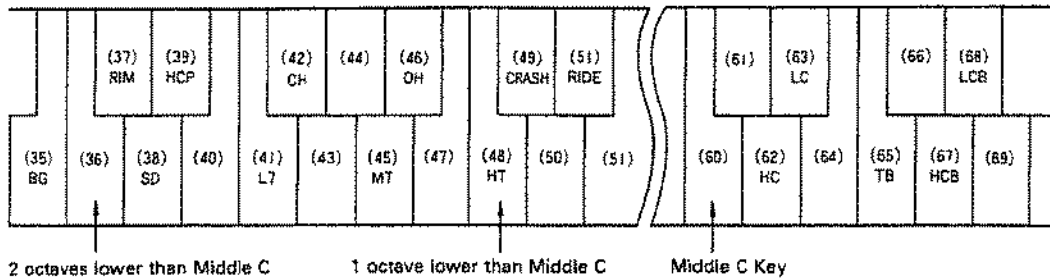 (37) (39) (42) (44) (46) (49) (51) (61) (63) (66) (68)
RIM HCP CH OH CRASH RIDE LC LCB
(35) (36) (38) (40) (41) (43) (45) (47) (48) (50) (51) (60) (62) (64) (65) (67) (69)
BG SD L7 MT HT HC TB HCB
2 octaves lower than Middle C 1 octave lower than Middle C Middle C Key